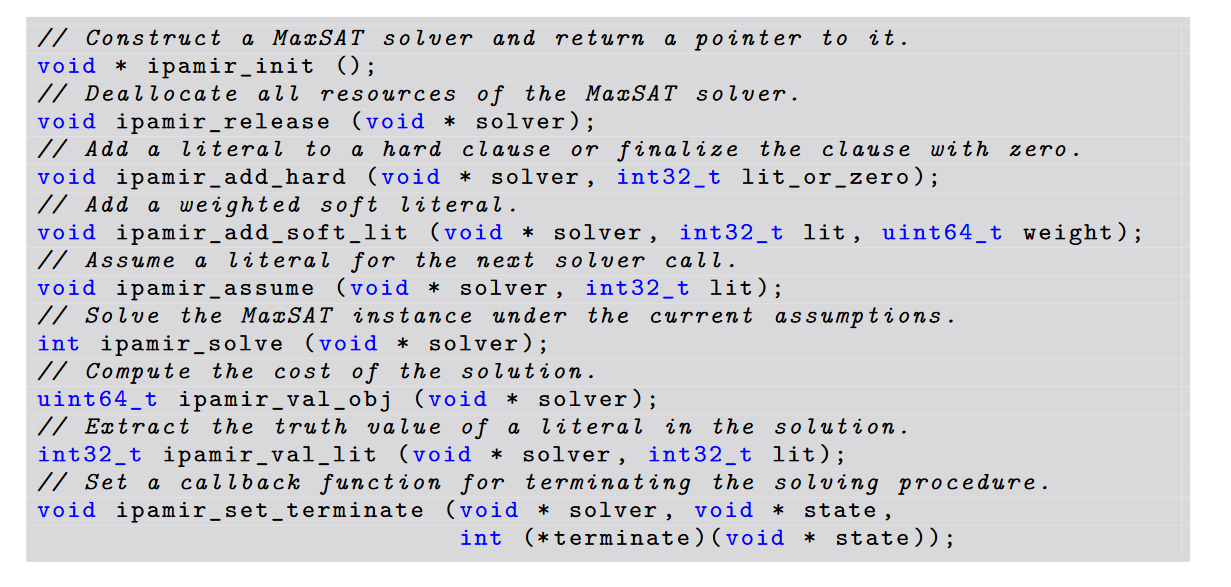 // Construct a MaxSAT solver and return a pointer to it.
void * ipamir_init ();
// Deallocate all resources of the MaxSAT solver.
void ipamir_release (void * solver);
// Add a literal to a hard clause or finalize the clause with zero.
void ipamir_add_hard (void * solver, int32_t lit_or_zero);
// Add a weighted soft literal.
void ipamir_add_soft_lit (void * solver, int32_t lit, uint64_t weight);
// Assume a literal for the next solver call.
void ipamir_assume (void * solver, int32_t lit);
// Solve the MaxSAT instance under the current assumptions.
int ipamir_solve (void * solver);
// Compute the cost of the solution.
uint64_t ipamir_val_obj (void * solver);
// Extract the truth value of a literal in the solution.
int32_t ipamir_val_lit (void * solver, int32_t lit);
// Set a callback function for terminating the solving procedure.
void ipamir_set_terminate (void * solver, void * state,
int (*terminate)(void * state));